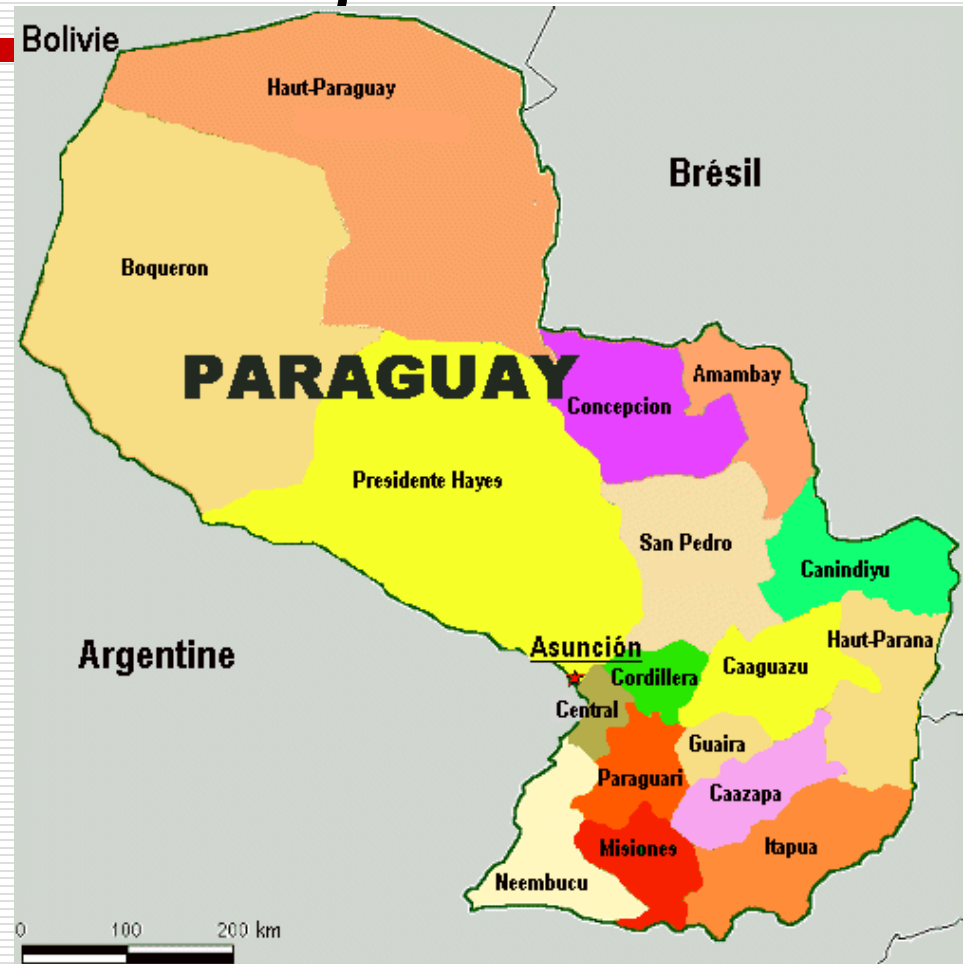 Bolivie
Haut-Paraguay
Brésil
Boqueron
PARAGUAY
Amambay
Concepcion
Presidente Hayes
San Pedro
Canindiyu
Argentine
Asunción
Haut-Parana
Cordillera
Caaguazu
Central
Guaira
Paraguari
Caazapa
Misiones
Itapua
Neembucu
0 100 200 km